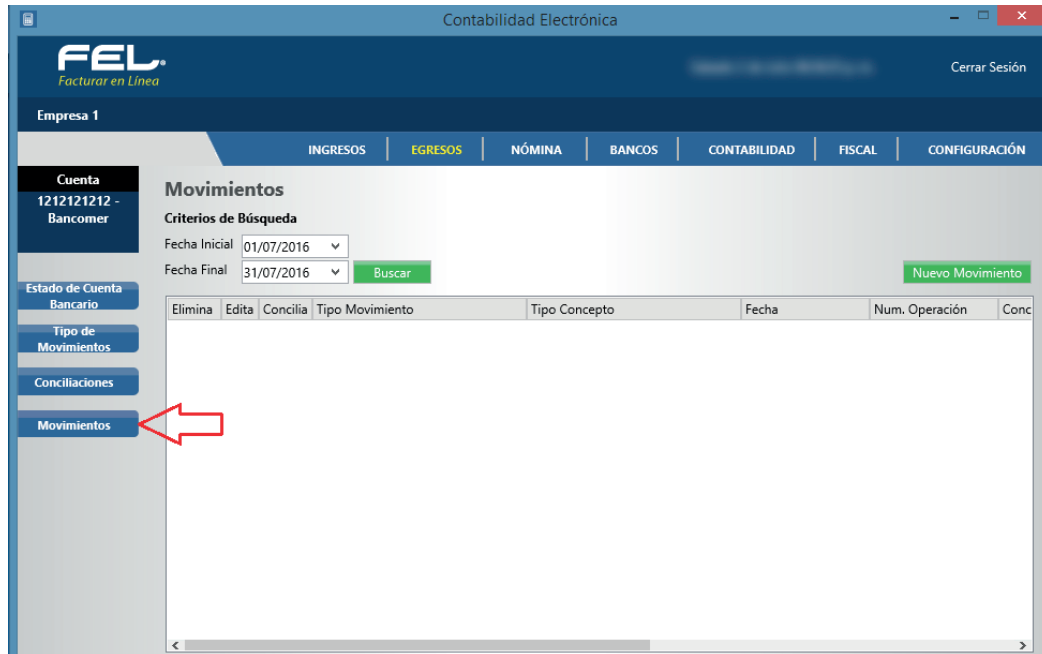 Contabilidad Electrónica
FEL.
Facturar en Línea
Cerrar Sesión
Empresa 1
INGRESOS EGRESOS NÓMINA BANCOS CONTABILIDAD FISCAL CONFIGURACIÓN
Cuenta
1212121212 -
Bancomer
Estado de Cuenta
Bancario
Tipo de
Movimientos
Conciliaciones
Movimientos
Movimientos
Criterios de Búsqueda
Fecha Inicial 01/07/2016
Fecha Final 31/07/2016 Buscar Nuevo Movimiento
Elimina Edita Concilia Tipo Movimiento Tipo Concepto Fecha Num. Operación Conc